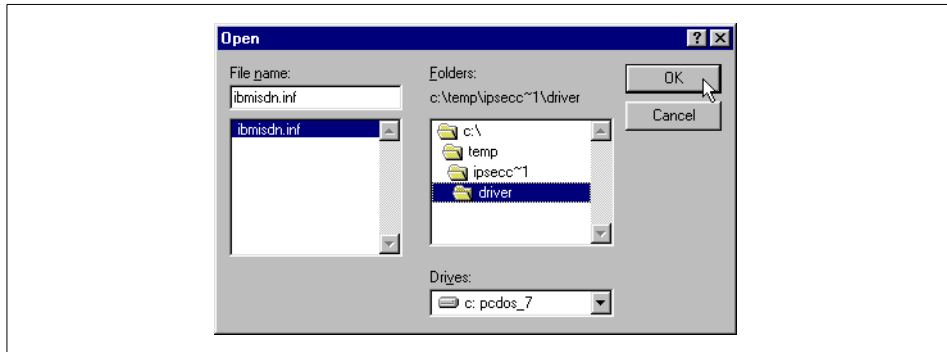 Open
File name:
ibmisdn.inf
ibmisdn.inf
Folders:
c:\temp\ipsecc~1\driver
c:\
temp
ipsecc~1
driver
Drives:
c: pcdos_7
OK
Cancel